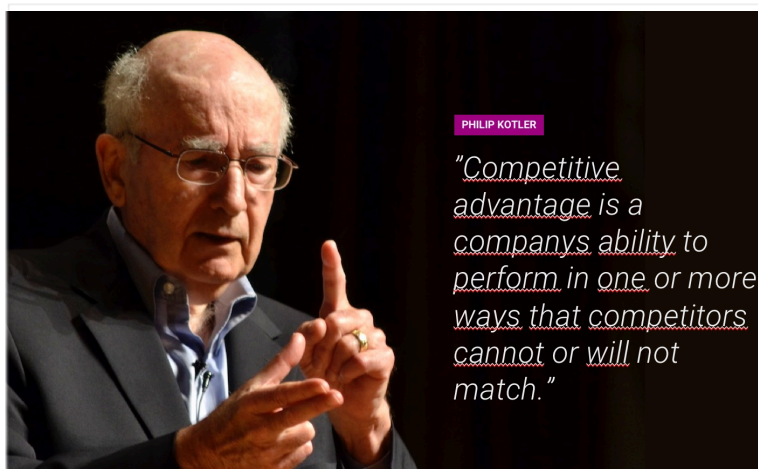 PHILIP KOTLER
”Competitive
advantage is a
companys ability to
perform in one or more
ways that competitors
cannot or will not
match.”